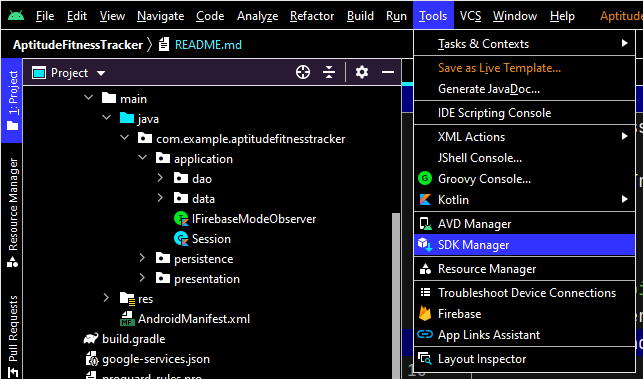 File Edit View Navigate Code Analyze Refactor Build Run Tools VCS Window Help Aptitude
AptitudeFitnessTracker README.md
1: Project
Resource Manager
Pull Requests
Project
main
java
com.example.aptitudefitnesstracker
application
dao
data
IFirebaseModeObserver
Session
persistence
presentation
res
AndroidManifest.xml
build.gradle
google-services.json
proguard-rules.pro
Tasks & Contexts
Save as Live Template...
Generate JavaDoc...
IDE Scripting Console
XML Actions
JShell Console...
Groovy Console...
Kotlin
AVD Manager
SDK Manager
Resource Manager
Troubleshoot Device Connections
Firebase
App Links Assistant
Layout Inspector